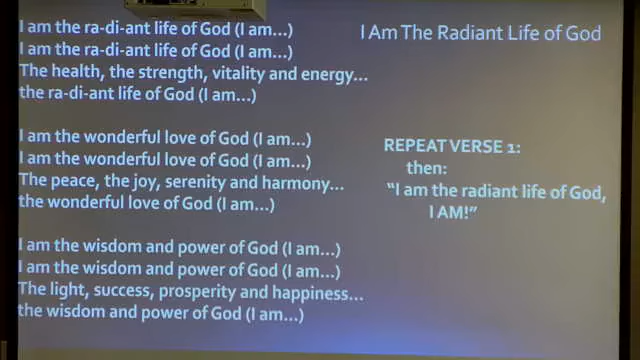 I am the ra-di-ant life of God (I am...)
I am the ra-di-ant life of God (I am...)
The health, the strength, vitality and energy...
the ra-di-ant life of God (I am...)
I am the wonderful love of God (I am...)
I am the wonderful love of God (I am...)
The peace, the joy, serenity and harmony...
the wonderful love of God (I am...)
I am the wisdom and power of God (I am...)
I am the wisdom and power of God (I am...)
The light, success, prosperity and happiness...
the wisdom and power of God (I am...)
I Am The Radiant Life of God
REPEAT VERSE 1:
then:
“I am the radiant life of God,
I AM!”